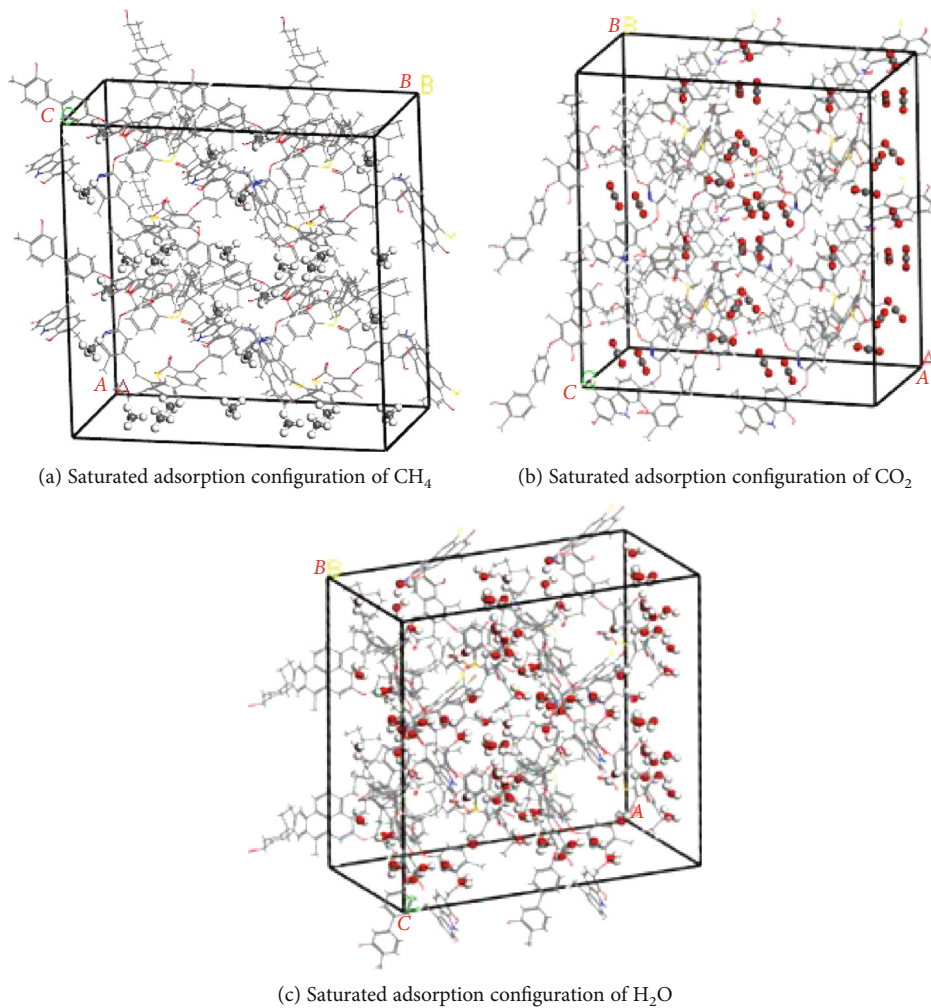 B B
B B
C C
A A
(a) Saturated adsorption configuration of CH₄
B B
A A
C C
(b) Saturated adsorption configuration of CO₂
B B
A
C C
(c) Saturated adsorption configuration of H₂O